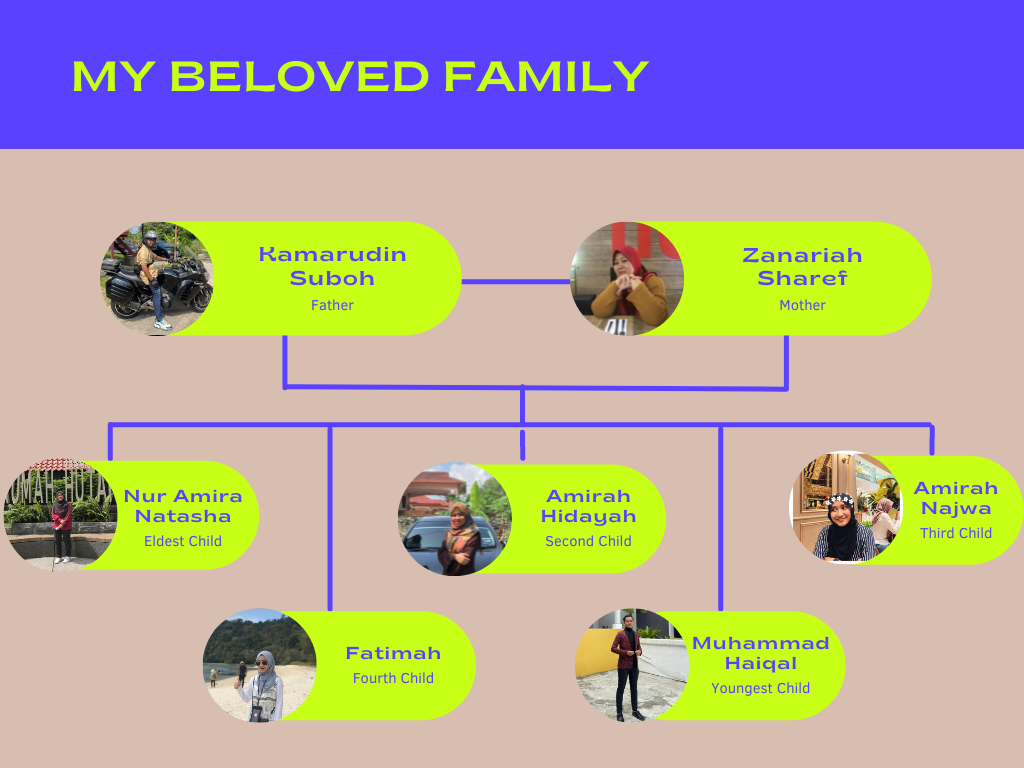 MY BELOVED FAMILY
Kamarudin
Suboh
Father
Zanariah
Sharef
Mother
Nur Amira
Natasha
Eldest Child
Amirah
Hidayah
Second Child
Amirah
Najwa
Third Child
Fatimah
Fourth Child
Muhammad
Haiqal
Youngest Child